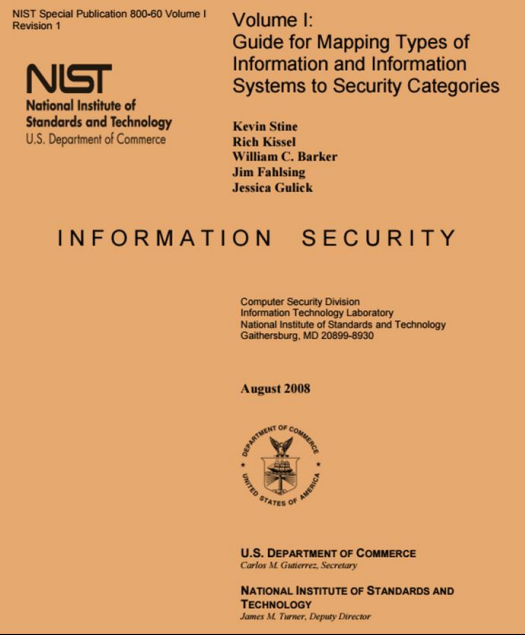 NIST Special Publication 800-60 Volume I
Revision 1
Volume I:
Guide for Mapping Types of
Information and Information
Systems to Security Categories
NIST
National Institute of
Standards and Technology
U.S. Department of Commerce
Kevin Stine
Rich Kissel
William C. Barker
Jim Fahlsing
Jessica Gulick
INFORMATION SECURITY
Computer Security Division
Information Technology Laboratory
National Institute of Standards and Technology
Gaithersburg, MD 20899-8930
August 2008
DEPARTMENT OF COMMERCE
UNITED STATES OF AMERICA
U.S. DEPARTMENT OF COMMERCE
Carlos M. Gutierrez, Secretary
NATIONAL INSTITUTE OF STANDARDS AND
TECHNOLOGY
James M. Turner, Deputy Director